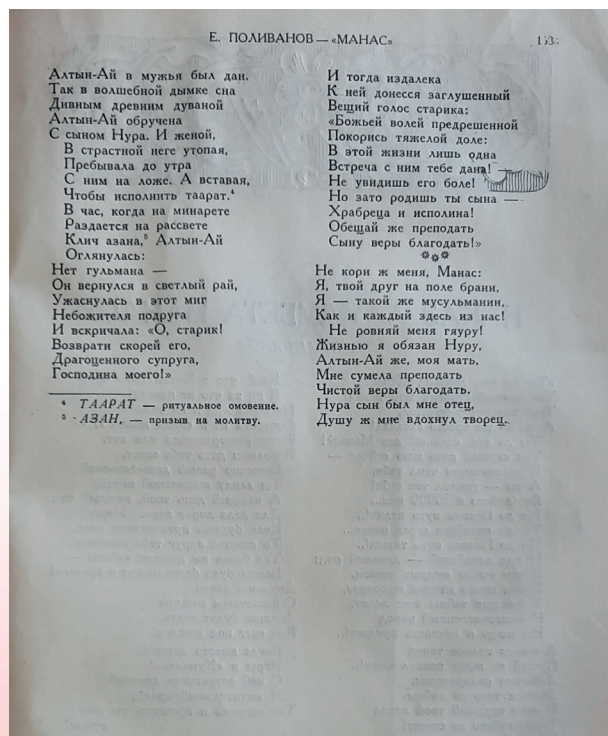 Е. ПОЛИВАНОВ — «МАНАС»
153
Алтын-Ай в мужья был дан.
Так в волшебной дымке сна
Дивным древним дуваной
Алтын-Ай обручена
С сыном Нура. И женой,
В страстной неге утопая,
Пребывала до утра
С ним на ложе. А вставая,
Чтобы исполнить таарат.⁴
В час, когда на минарете
Раздается на рассвете
Клич азана,⁵ Алтын-Ай
Оглянулась:
Нет гульмана —
Он вернулся в светлый рай,
Ужаснулась в этот миг
Небожителя подруга
И вскричала: «О, старик!
Возврати скорей его,
Драгоценного супруга,
Господина моего!»
⁴ ТААРАТ — ритуальное омовение.
⁵ АЗАН, — призыв на молитву.
И тогда издалека
К ней донесся заглушенный
Вещий голос старика:
«Божьей волей предрешенной
Покорись тяжелой доле:
В этой жизни лишь одна
Встреча с ним тебе дана! —
Не увидишь его боле!
Но зато родишь ты сына —
Храбреца и исполина!
Обещай же преподать
Сыну веры благодать!»
***
Не кори ж меня, Манас:
Я, твой друг на поле брани,
Я — такой же мусульманин,
Как и каждый здесь из нас!
Не ровняй меня гяуру!
Жизнью я обязан Нуру,
Алтын-Ай же, моя мать,
Мне сумела преподать
Чистой веры благодать.
Нура сын был мне отец,
Душу ж мне вдохнул творец.